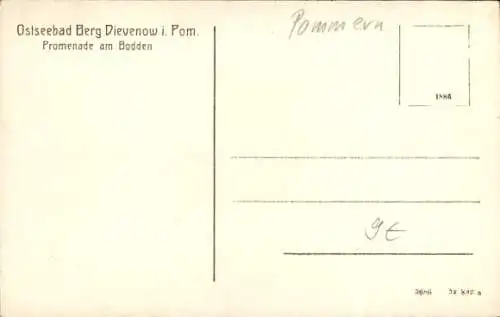 Ostseebad Berg Dievenow i. Pom.
Promenade am Bodden
Pommern
1886
9€